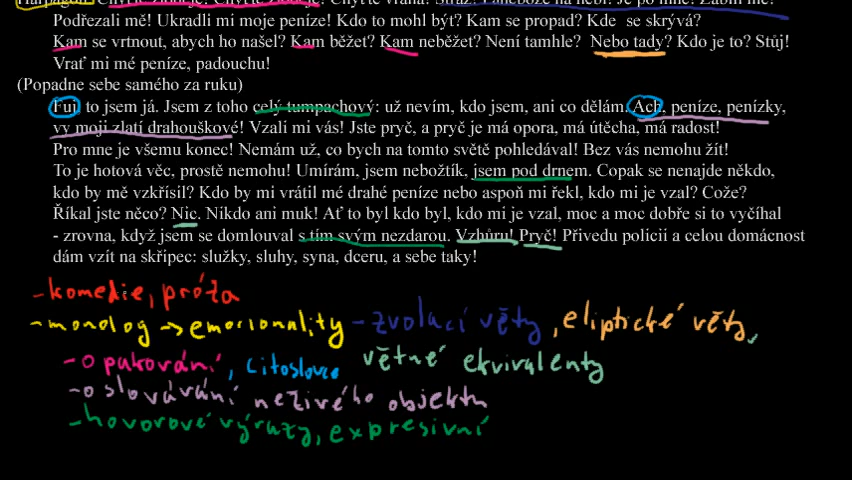 Podřezali mě! Ukradli mi moje peníze! Kdo to mohl být? Kam se propad? Kde se skrývá?
Kam se vrtnout, abych ho našel? Kam běžet? Kam neběžet? Není tamhle? Nebo tady? Kdo je to? Stůj!
Vrať mi mé peníze, padouchu!
(Popadne sebe samého za ruku)
Fuj, to jsem já. Jsem z toho celý tumpachový: už nevím, kdo jsem, ani co dělám. Ach, peníze, penízky,
vy moji zlatí drahouškové! Vzali mi vás! Jste pryč, a pryč je má opora, má útěcha, má radost!
Pro mne je všemu konec! Nemám už, co bych na tomto světě pohledával! Bez vás nemohu žít!
To je hotová věc, prostě nemohu! Umírám, jsem nebožtík, jsem pod drnem. Copak se nenajde někdo,
kdo by mě vzkřísil? Kdo by mi vrátil mé drahé peníze nebo aspoň mi řekl, kdo mi je vzal? Cože?
Říkal jste něco? Nic. Nikdo ani muk! Ať to byl kdo byl, kdo mi je vzal, moc a moc dobře si to vyčíhal
- zrovna, když jsem se domlouval s tím svým nezdarou. Vzhůru! Pryč! Přivedu policii a celou domácnost
dám vzít na skřipec: služky, sluhy, syna, dceru, a sebe taky!
-komedie, próza
-monolog → emocionality - zvolací věty, eliptické věty,
-opakování, citoslovce větné ekvivalenty
-oslovávání neživého objektu
-hovorové výrazy, expresivní